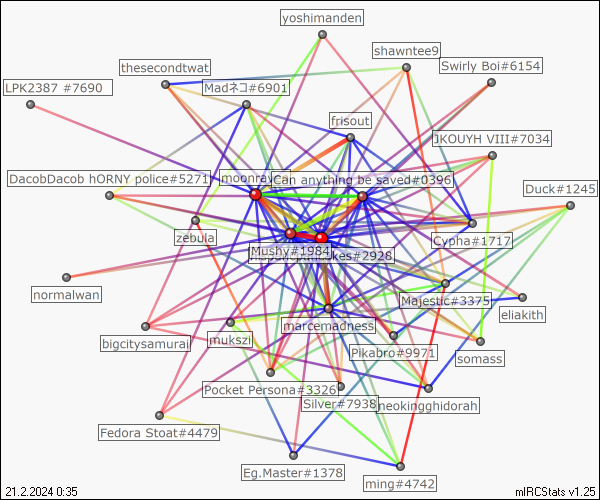 yoshimanden
shawntee9
Swirly Boi#6154
thesecondtwat
LPK2387 #7690
Madネコ#6901
frisout
JKOUYH VIII#7034
DacobDacob hORNY police#5271
moonray
Can anything be saved#0396
Duck#1245
zebula
Cypha#1717
Mushy#1984
kes#2928
normalwan
Majestic#3375
eliakith
marcemadness
bigcitysamurai
mukszi
Pikabro#9971
somass
Pocket Persona#3326
Silver#7938
neokingghidorah
Fedora Stoat#4479
Eg.Master#1378
ming#4742
21.2.2024 0:35
mIRCStats v1.25